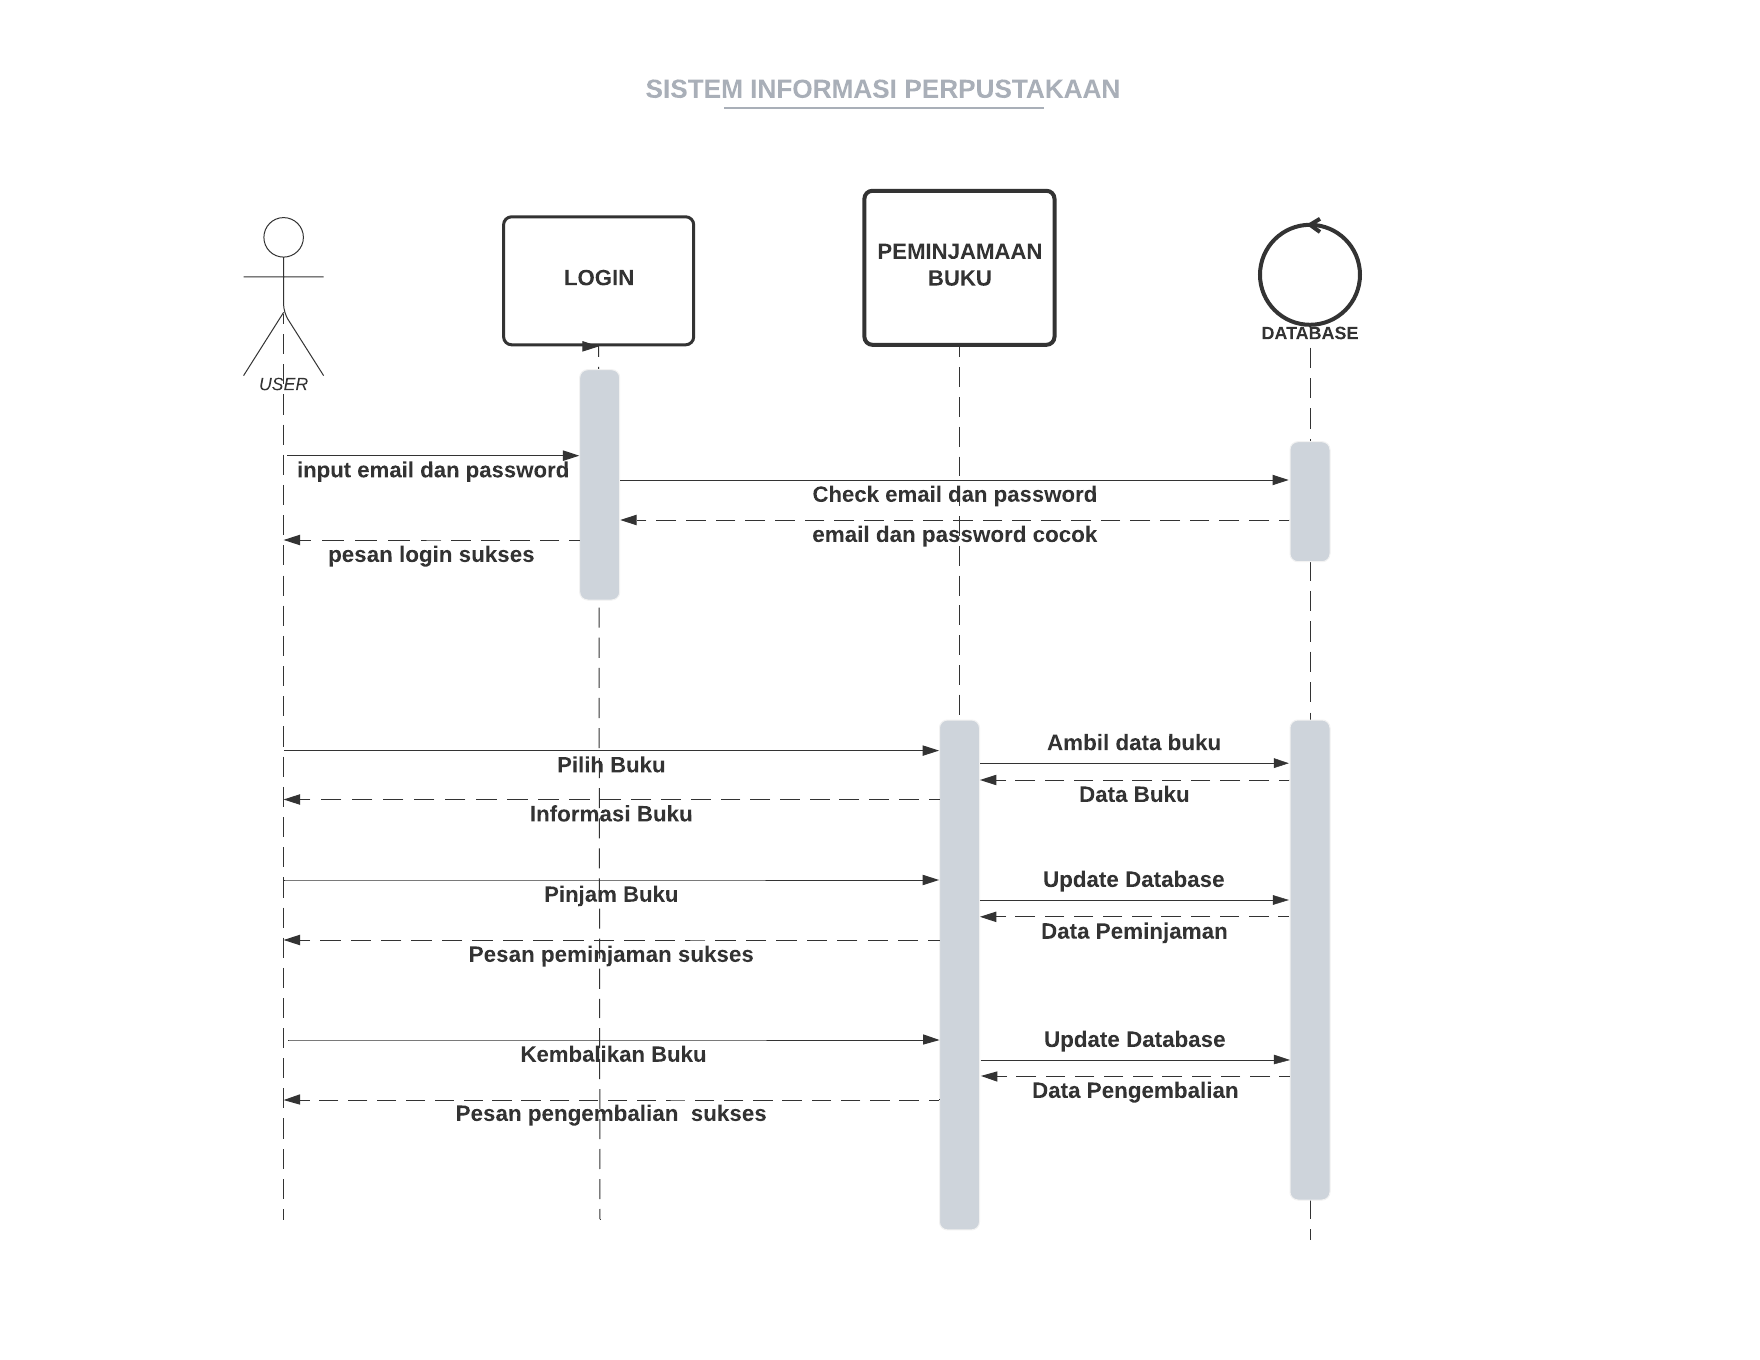 SISTEM INFORMASI PERPUSTAKAAN
USER
LOGIN
PEMINJAMAAN
BUKU
DATABASE
input email dan password
Check email dan password
email dan password cocok
pesan login sukses
Pilih Buku
Ambil data buku
Data Buku
Informasi Buku
Pinjam Buku
Update Database
Data Peminjaman
Pesan peminjaman sukses
Kembalikan Buku
Update Database
Data Pengembalian
Pesan pengembalian  sukses